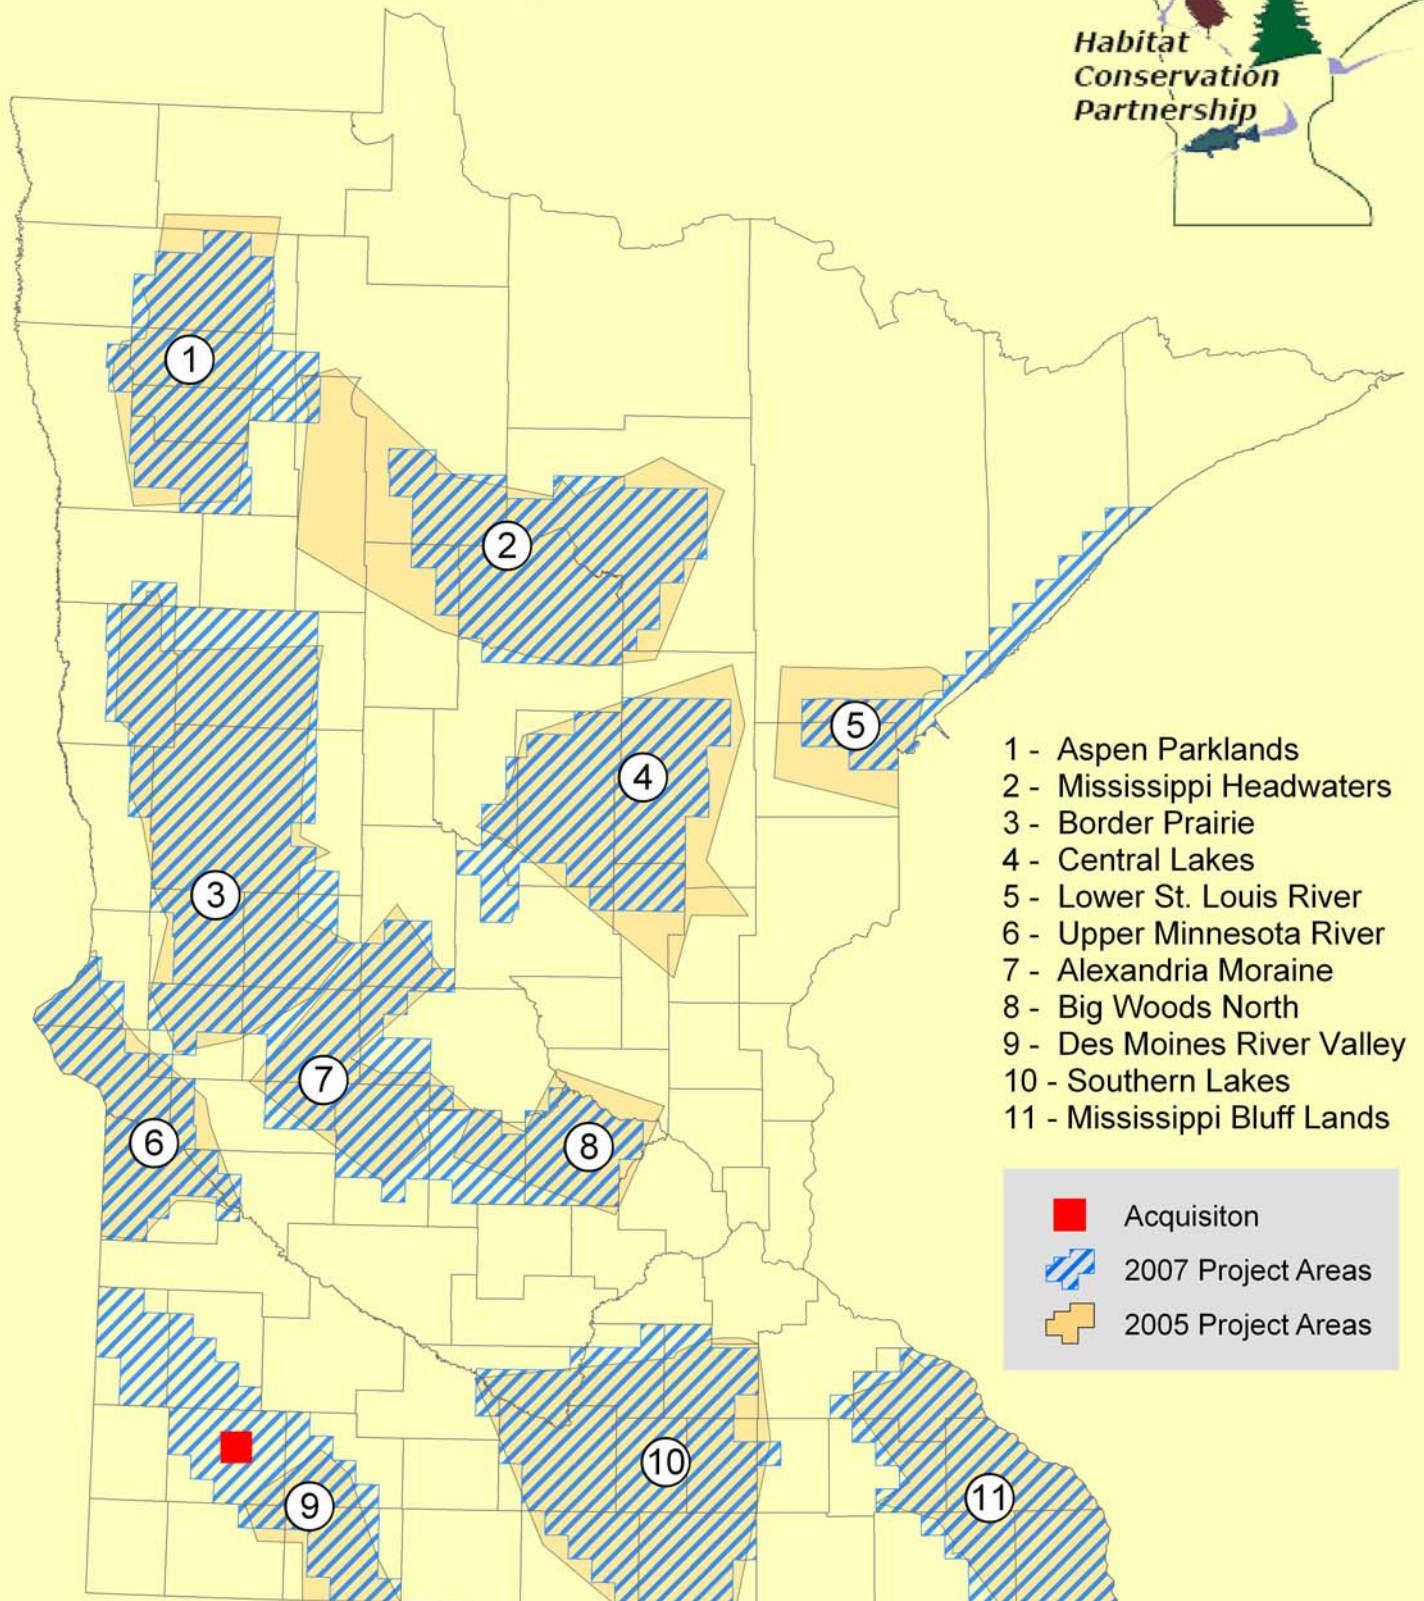 Habitat
Conservation
Partnership
1
2
3
4
5
6
7
8
9
10
11
1 - Aspen Parklands
2 - Mississippi Headwaters
3 - Border Prairie
4 - Central Lakes
5 - Lower St. Louis River
6 - Upper Minnesota River
7 - Alexandria Moraine
8 - Big Woods North
9 - Des Moines River Valley
10 - Southern Lakes
11 - Mississippi Bluff Lands
Acquisiton
2007 Project Areas
2005 Project Areas